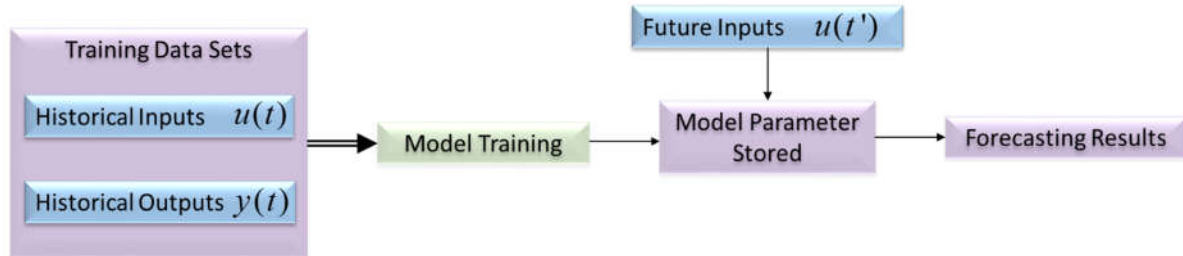 Training Data Sets
Historical Inputs u(t)
Historical Outputs y(t)
Model Training
Future Inputs u(t')
Model Parameter
Stored
Forecasting Results